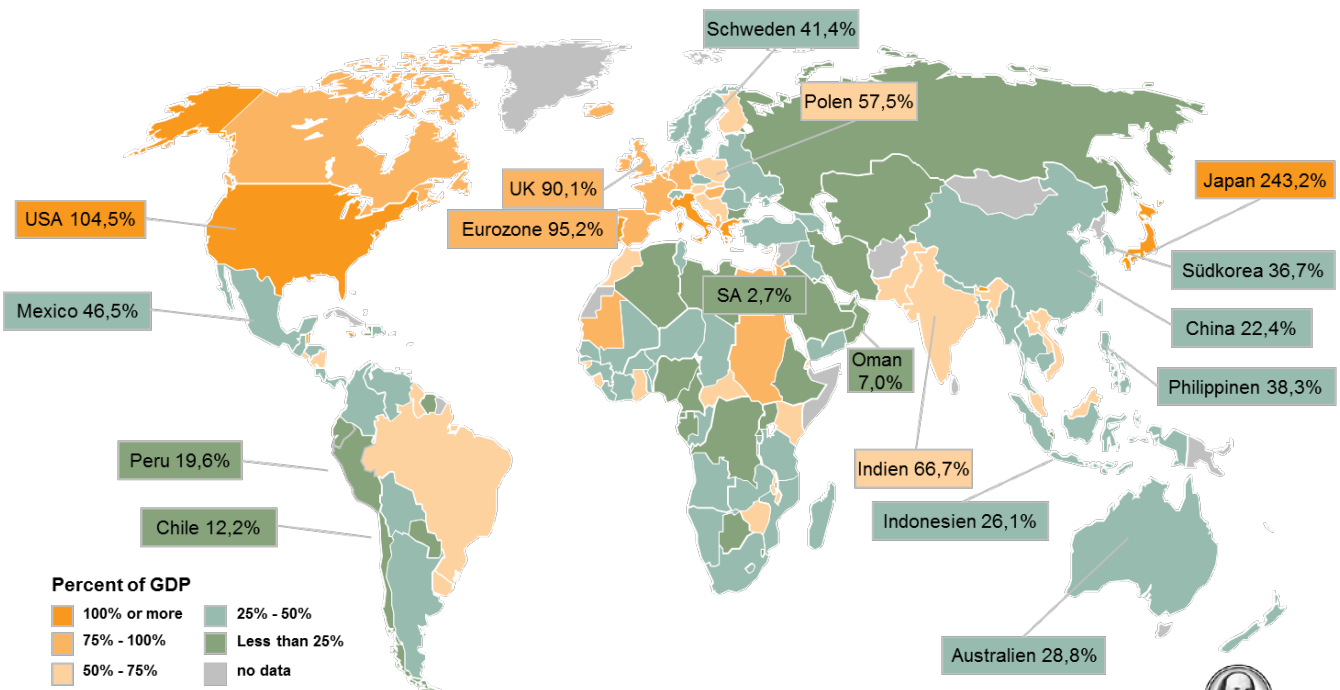 Schweden 41,4%
Polen 57,5%
UK 90,1%
Japan 243,2%
USA 104,5%
Eurozone 95,2%
Südkorea 36,7%
SA 2,7%
Mexico 46,5%
China 22,4%
Oman
7,0%
Philippinen 38,3%
Peru 19,6%
Indien 66,7%
Chile 12,2%
Indonesien 26,1%
Australien 28,8%
Percent of GDP
100% or more
75% - 100%
50% - 75%
25% - 50%
Less than 25%
no data